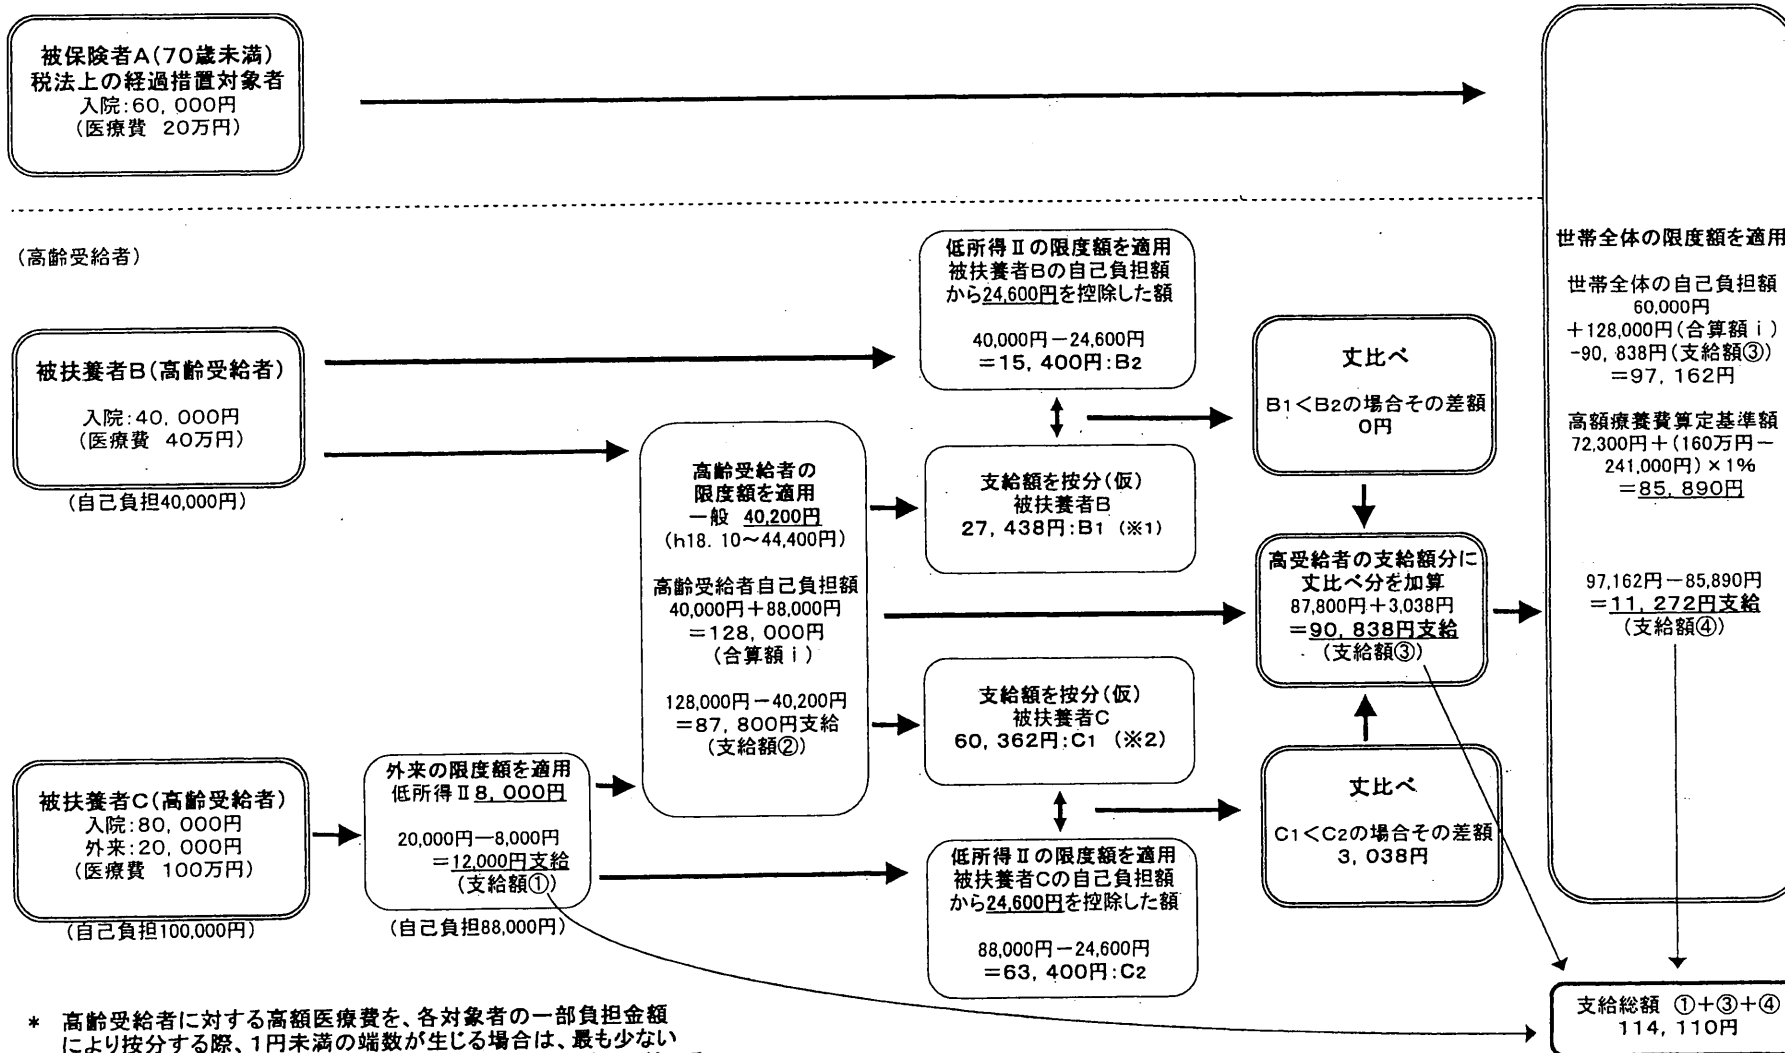 被保険者A(70歳未満)
税法上の経過措置対象者
入院:60,000円
(医療費 20万円)
(高齢受給者)
被扶養者B(高齢受給者)
入院:40,000円
(医療費 40万円)
(自己負担40,000円)
被扶養者C(高齢受給者)
入院:80,000円
外来:20,000円
(医療費 100万円)
(自己負担100,000円)
外来の限度額を適用
低所得Ⅱ8,000円
20,000円－8,000円
=12,000円支給
(支給額①)
(自己負担88,000円)
高齢受給者の
限度額を適用
一般 40,200円
(h18.10～44,400円)
高齢受給者自己負担額
40,000円+88,000円
=128,000円
(合算額ⅰ)
128,000円－40,200円
=87,800円支給
(支給額②)
低所得Ⅱの限度額を適用
被扶養者Bの自己負担額
から24,600円を控除した額
40,000円－24,600円
=15,400円:B2
支給額を按分(仮)
被扶養者B
27,438円:B1 (※1)
支給額を按分(仮)
被扶養者C
60,362円:C1 (※2)
低所得Ⅱの限度額を適用
被扶養者Cの自己負担額
から24,600円を控除した額
88,000円－24,600円
=63,400円:C2
丈比べ
B1<B2の場合その差額
0円
高受給者の支給額分に
丈比べ分を加算
87,800円+3,038円
=90,838円支給
(支給額③)
丈比べ
C1<C2の場合その差額
3,038円
世帯全体の限度額を適用
世帯全体の自己負担額
60,000円
+128,000円(合算額ⅰ)
-90,838円(支給額③)
=97,162円
高額療養費算定基準額
72,300円+(160万円－
241,000円)×1%
=85,890円
97,162円－85,890円
=11,272円支給
(支給額④)
支給総額 ①+③+④
114,110円
* 高齢受給者に対する高額医療費を、各対象者の一部負担金額
により按分する際、1円未満の端数が生じる場合は、最も少ない